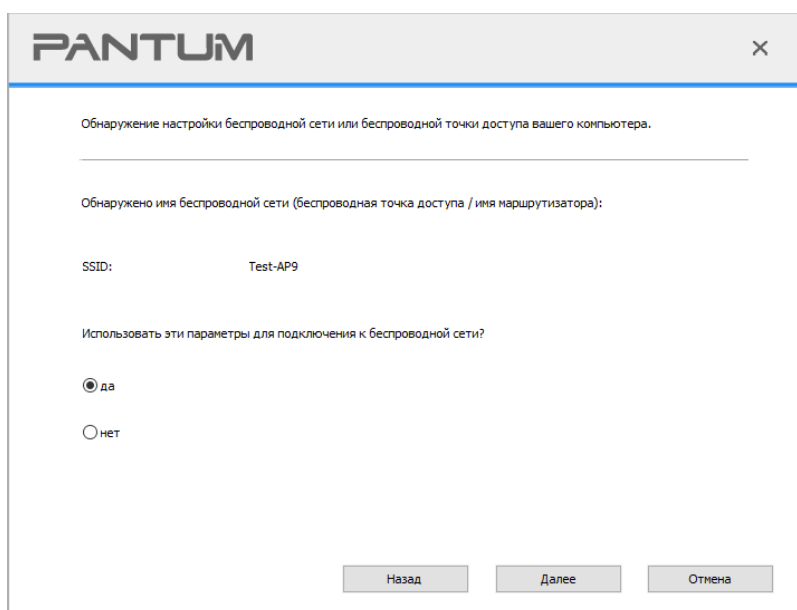 PANTUM
Обнаружение настройки беспроводной сети или беспроводной точки доступа вашего компьютера.
Обнаружено имя беспроводной сети (беспроводная точка доступа / имя маршрутизатора):
SSID: Test-AP9
Использовать эти параметры для подключения к беспроводной сети?
да
нет
Назад Далее Отмена